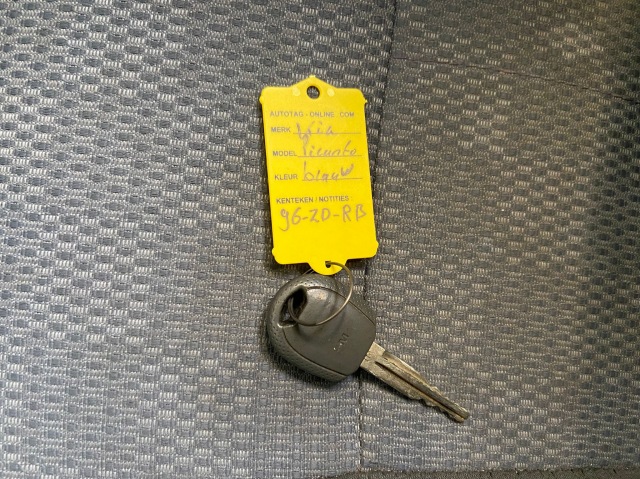 AUTOTAG-ONLINE.COM
MERK Kia
MODEL Picanto
KLEUR blauw
KENTEKEN / NOTITIES
96-ZD-RB